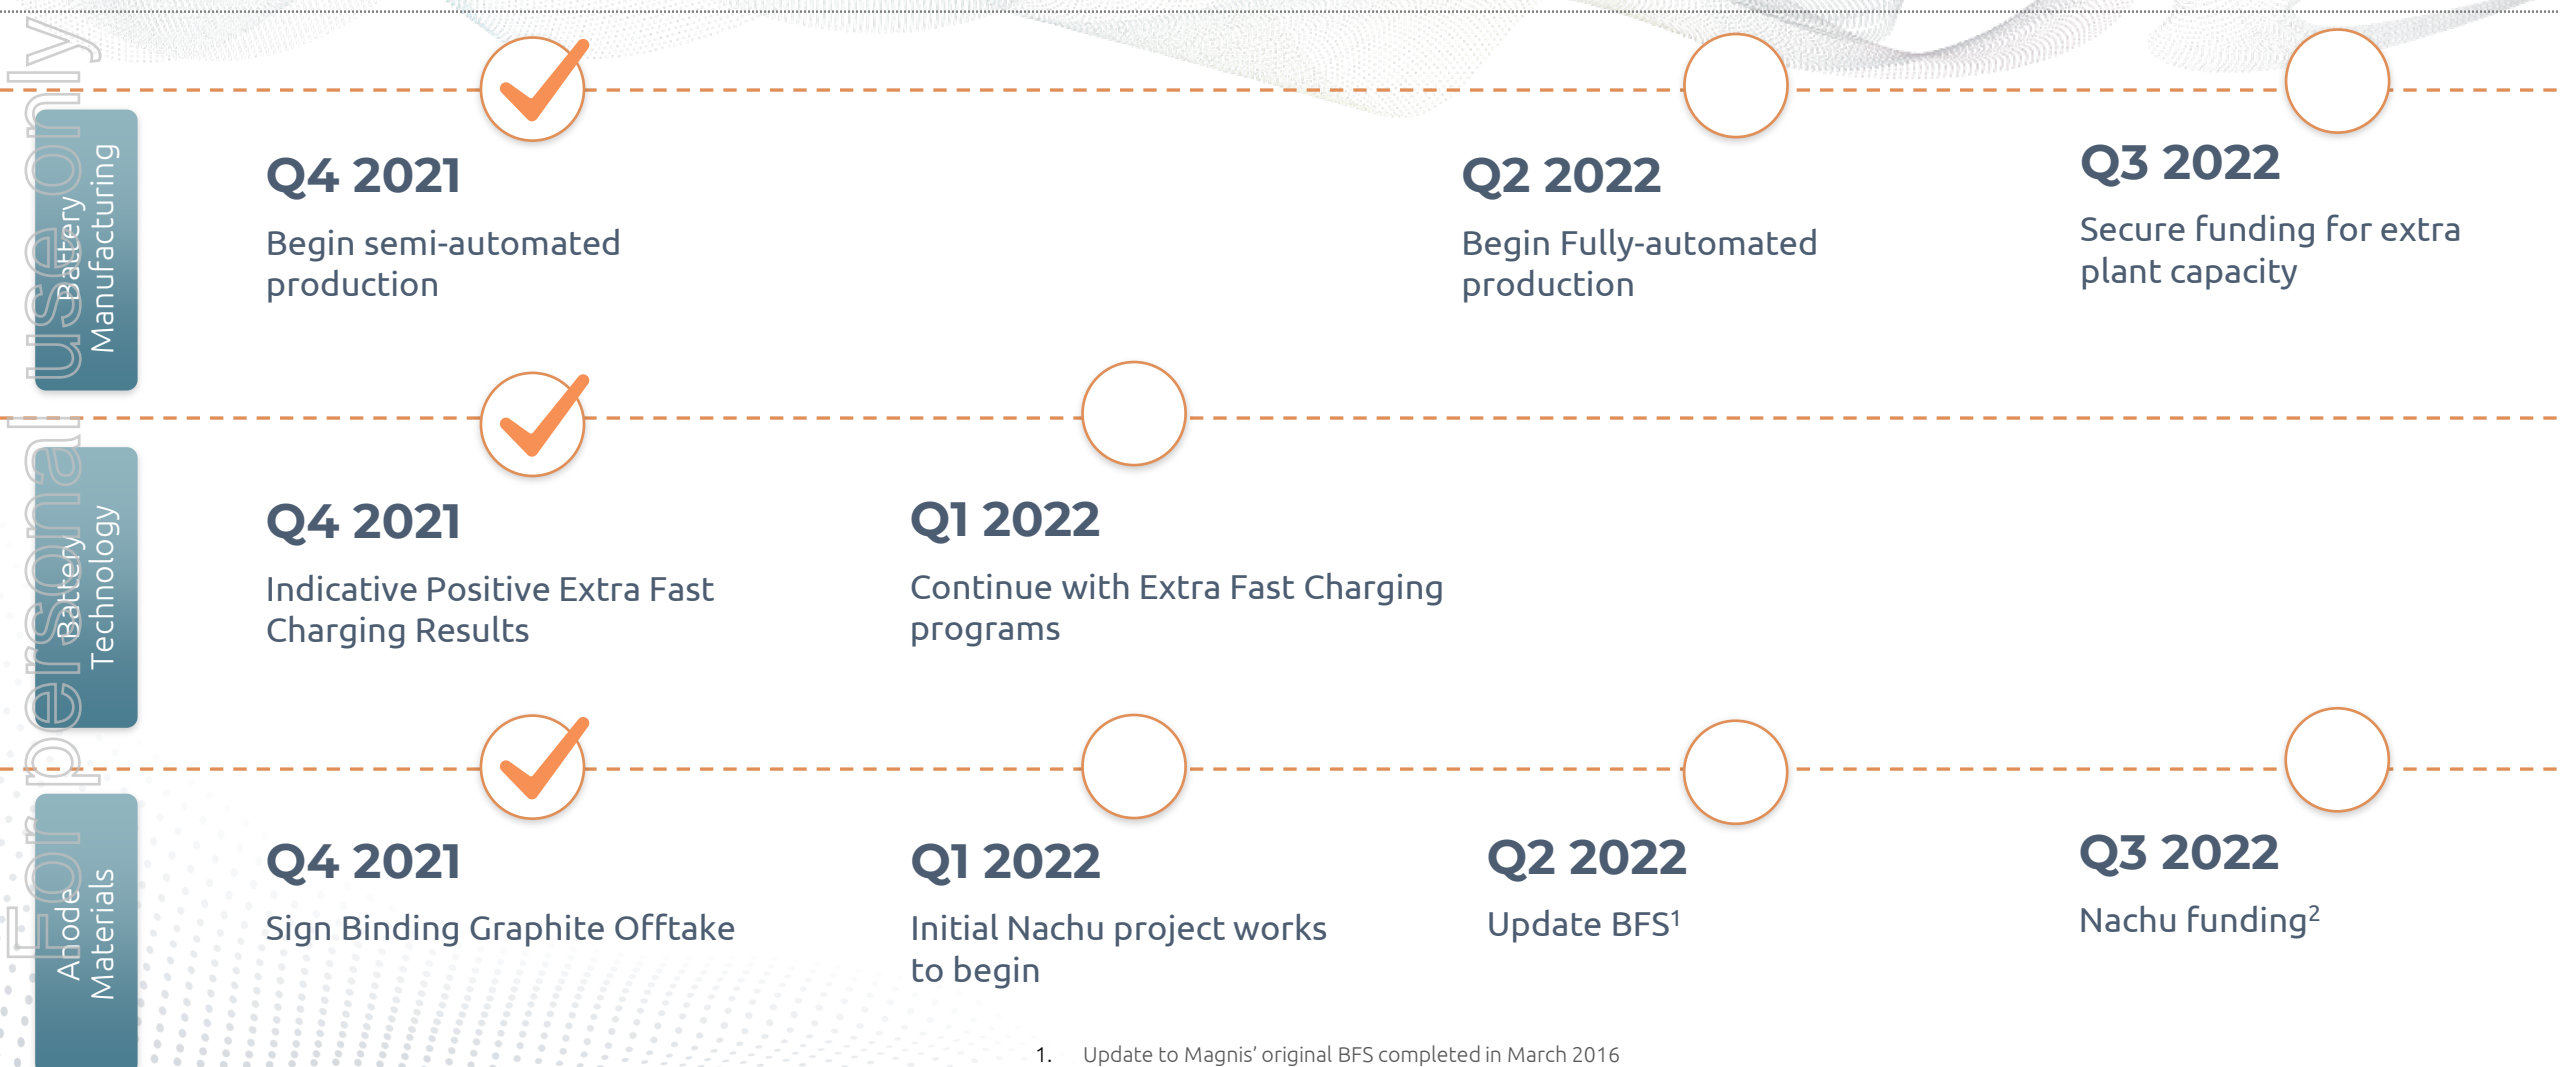 For personal use only
Battery
Manufacturing
Q4 2021
Begin semi-automated
production
Q2 2022
Begin Fully-automated
production
Q3 2022
Secure funding for extra
plant capacity
Battery
Technology
Q4 2021
Indicative Positive Extra Fast
Charging Results
Q1 2022
Continue with Extra Fast Charging
programs
Anode
Materials
Q4 2021
Sign Binding Graphite Offtake
Q1 2022
Initial Nachu project works
to begin
Q2 2022
Update BFS¹
Q3 2022
Nachu funding²
1. Update to Magnis’ original BFS completed in March 2016